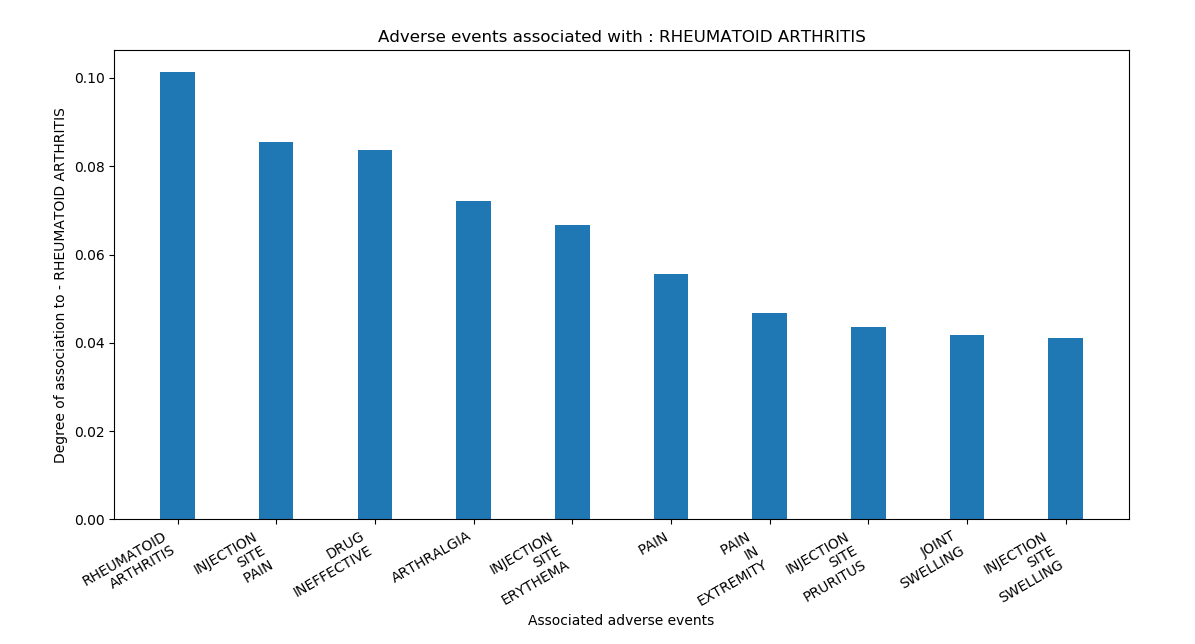 Adverse events associated with : RHEUMATOID ARTHRITIS
Degree of association to - RHEUMATOID ARTHRITIS
0.10
0.08
0.06
0.04
0.02
0.00
RHEUMATOID
ARTHRITIS
INJECTION
SITE
PAIN
DRUG
INEFFECTIVE
ARTHRALGIA
INJECTION
SITE
ERYTHEMA
PAIN
PAIN
IN
EXTREMITY
INJECTION
SITE
PRURITUS
JOINT
SWELLING
INJECTION
SITE
SWELLING
Associated adverse events